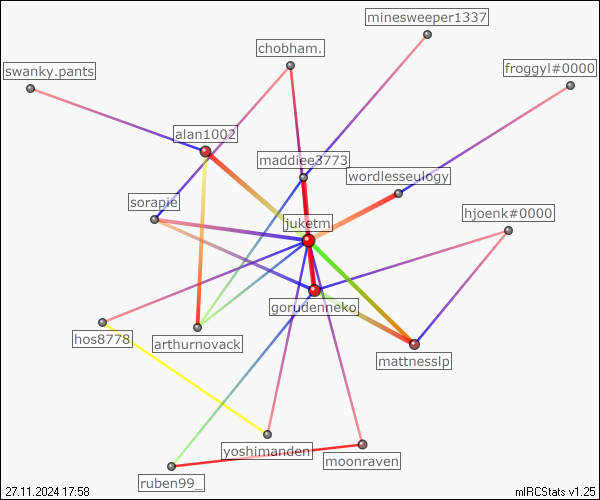 minesweeper1337
chobham.
swanky.pants
froggyl#0000
alan1002
maddiee3773
wordlesseulogy
sorapie
juketm
hjoenk#0000
gorudenneko
hos8778
arthurnovack
mattnesslp
yoshimanden
moonraven
ruben99_
27.11.2024 17:58
mIRCStats v1.25